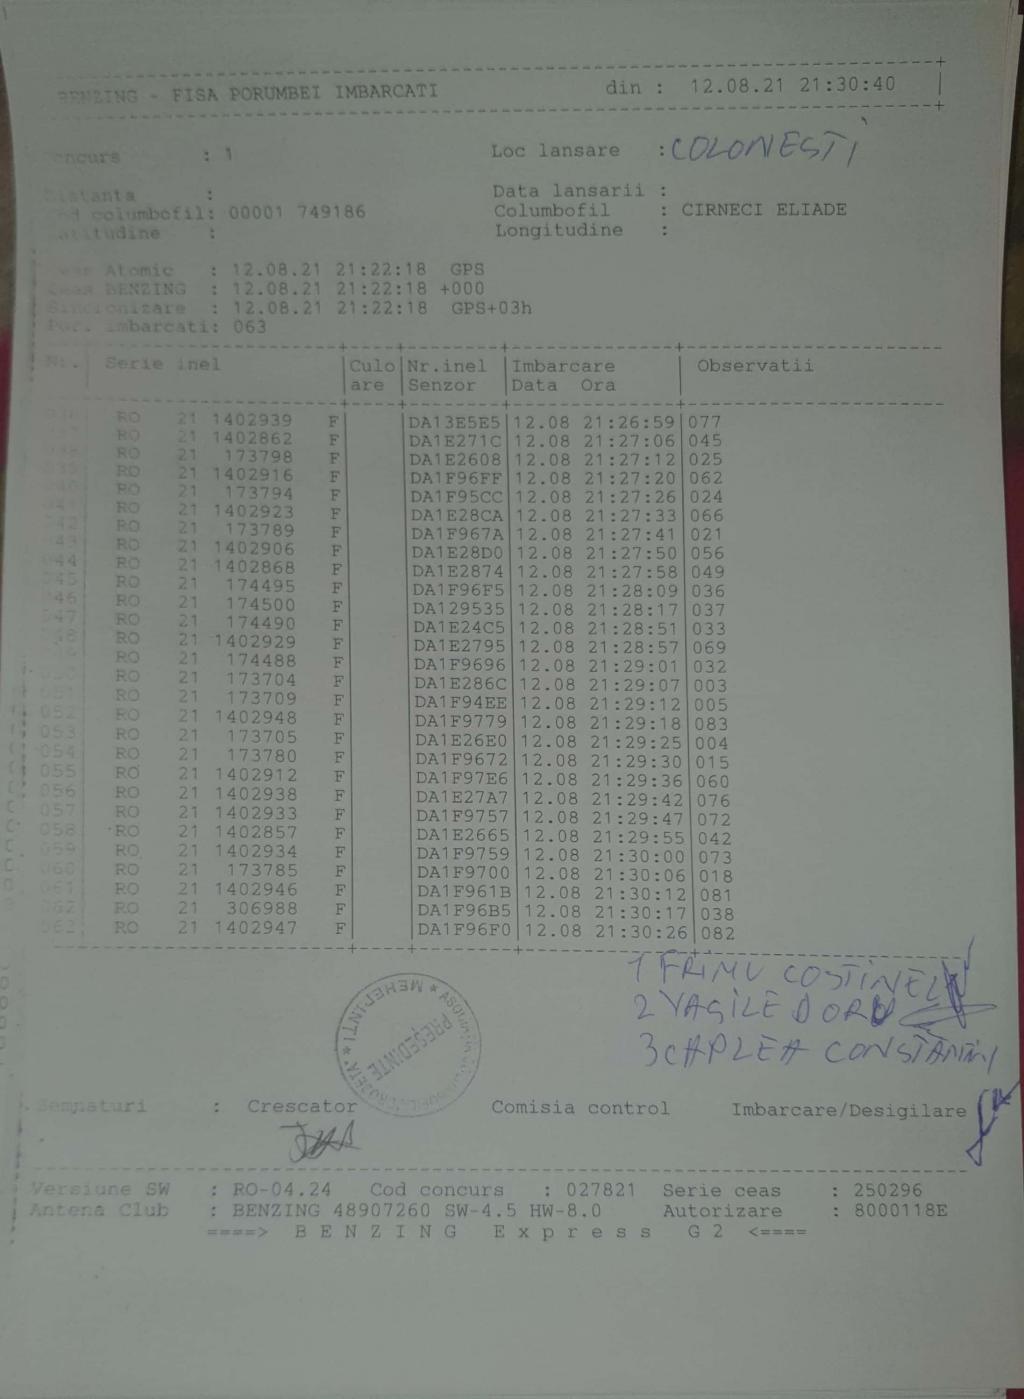 BENZING - FISA PORUMBEI IMBARCATI din : 12.08.21 21:30:40
Concurs : 1 Loc lansare : COLONESTI
Distanta : Data lansarii :
Cod columbofil: 00001 749186 Columbofil : CIRNECI ELIADE
Latitudine : Longitudine :
Ceas Atomic : 12.08.21 21:22:18 GPS
Ceas BENZING : 12.08.21 21:22:18 +000
Sincronizare : 12.08.21 21:22:18 GPS+03h
Por. imbarcati: 063
Nr. Serie inel Culo Nr.inel Imbarcare Observatii
are Senzor Data Ora
036 RO 21 1402939 F DA13E5E5 12.08 21:26:59 077
037 RO 21 1402862 F DA1E271C 12.08 21:27:06 045
038 RO 21 173798 F DA1E2608 12.08 21:27:12 025
039 RO 21 1402916 F DA1F96FF 12.08 21:27:20 062
040 RO 21 173794 F DA1F95CC 12.08 21:27:26 024
041 RO 21 1402923 F DA1E28CA 12.08 21:27:33 066
042 RO 21 173789 F DA1F967A 12.08 21:27:41 021
043 RO 21 1402906 F DA1E28D0 12.08 21:27:50 056
044 RO 21 1402868 F DA1E2874 12.08 21:27:58 049
045 RO 21 174495 F DA1F96F5 12.08 21:28:09 036
046 RO 21 174500 F DA129535 12.08 21:28:17 037
047 RO 21 174490 F DA1E24C5 12.08 21:28:51 033
048 RO 21 1402929 F DA1E2795 12.08 21:28:57 069
RO 21 174488 F DA1F9696 12.08 21:29:01 032
050 RO 21 173704 F DA1E286C 12.08 21:29:07 003
051 RO 21 173709 F DA1F94EE 12.08 21:29:12 005
052 RO 21 1402948 F DA1F9779 12.08 21:29:18 083
053 RO 21 173705 F DA1E26E0 12.08 21:29:25 004
054 RO 21 173780 F DA1F9672 12.08 21:29:30 015
055 RO 21 1402912 F DA1F97E6 12.08 21:29:36 060
056 RO 21 1402938 F DA1E27A7 12.08 21:29:42 076
057 RO 21 1402933 F DA1F9757 12.08 21:29:47 072
058 RO 21 1402857 F DA1E2665 12.08 21:29:55 042
059 RO 21 1402934 F DA1F9759 12.08 21:30:00 073
060 RO 21 173785 F DA1F9700 12.08 21:30:06 018
061 RO 21 1402946 F DA1F961B 12.08 21:30:12 081
062 RO 21 306988 F DA1F96B5 12.08 21:30:17 038
063 RO 21 1402947 F DA1F96F0 12.08 21:30:26 082
1 FRIMU COSTINEL
2 VASILE DORU
3 CAPLEA CONSTANTIN
MEHEDINTI
PREȘEDINTE
Semnaturi : Crescator Comisia control Imbarcare/Desigilare
Versiune SW : RO-04.24 Cod concurs : 027821 Serie ceas : 250296
Antena Club : BENZING 48907260 SW-4.5 HW-8.0 Autorizare : 8000118E
====> B E N Z I N G E x p r e s s G 2 <====